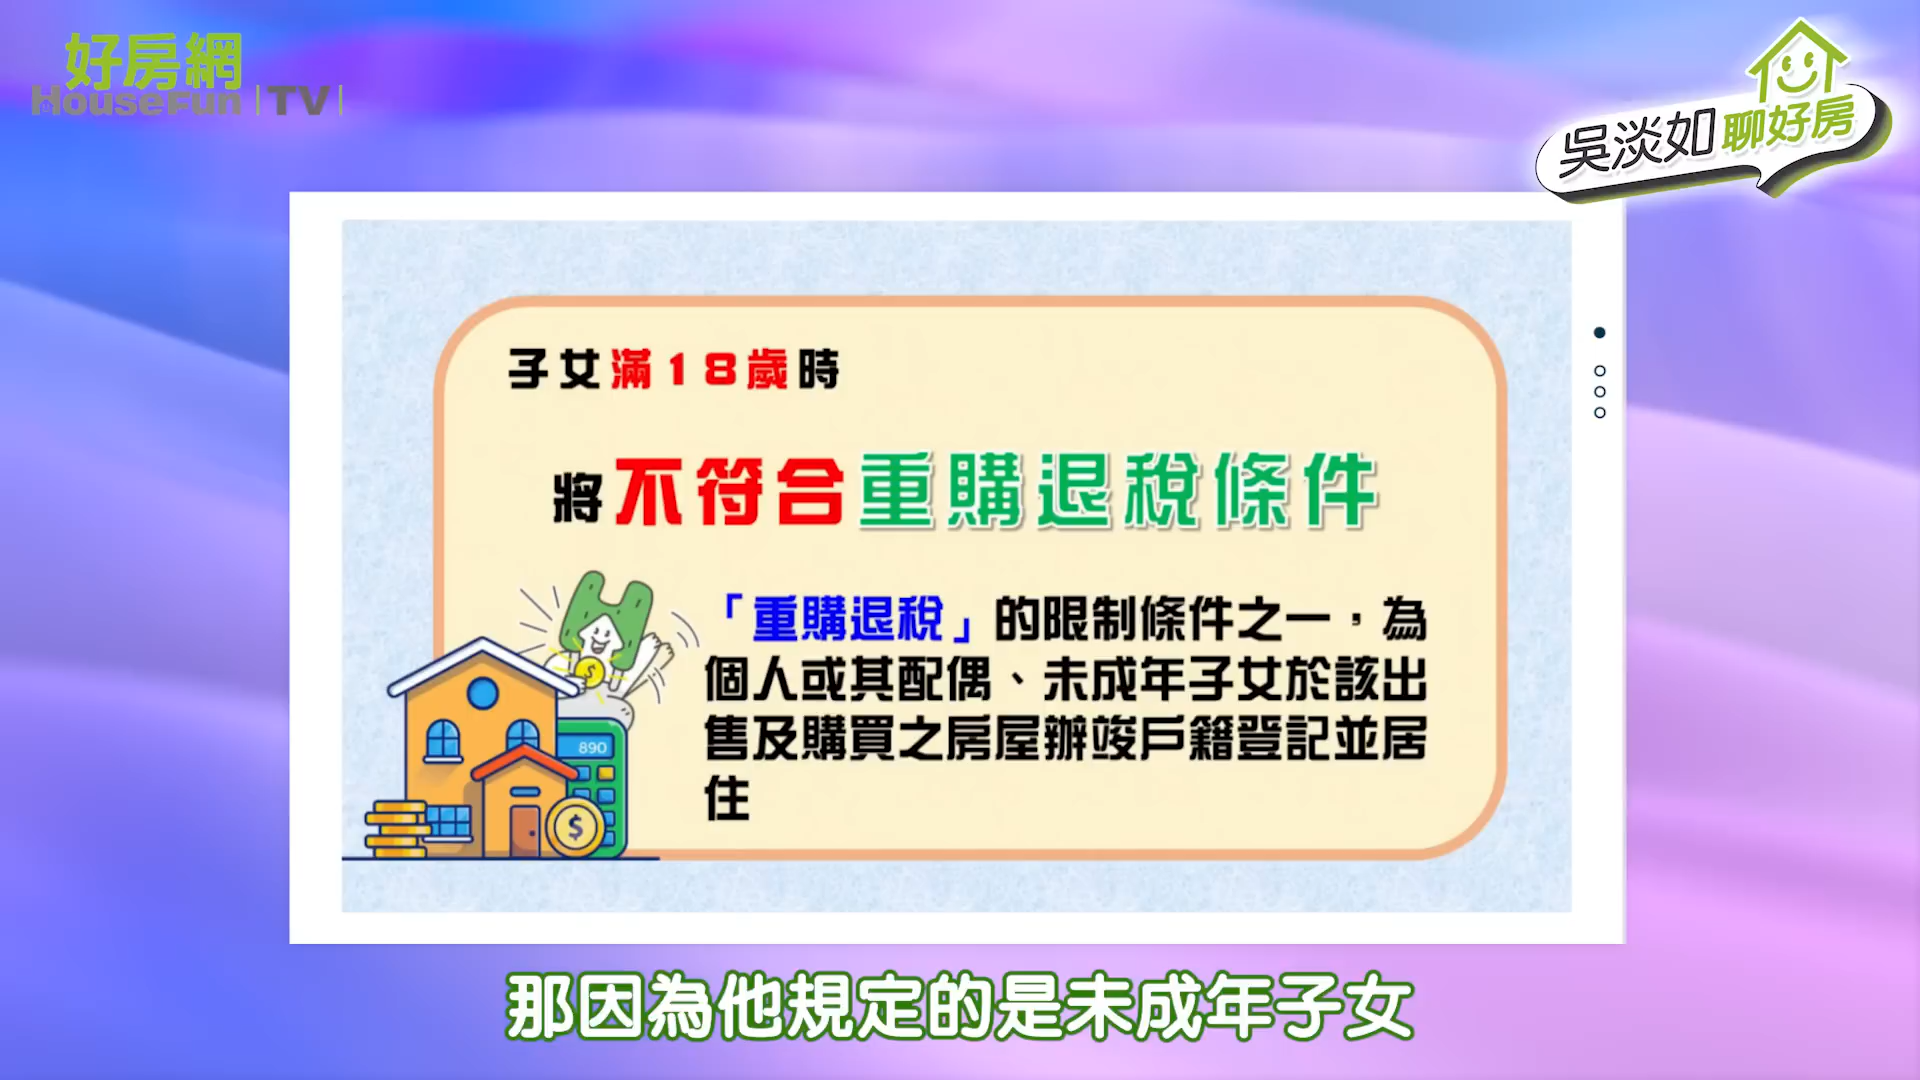 好房網
HouseFun TV
吳淡如聊好房
子女滿18歲時
將不符合重購退稅條件
「重購退稅」的限制條件之一，為
個人或其配偶、未成年子女於該出
售及購買之房屋辦竣戶籍登記並居
住
890
$
$
那因為他規定的是未成年子女